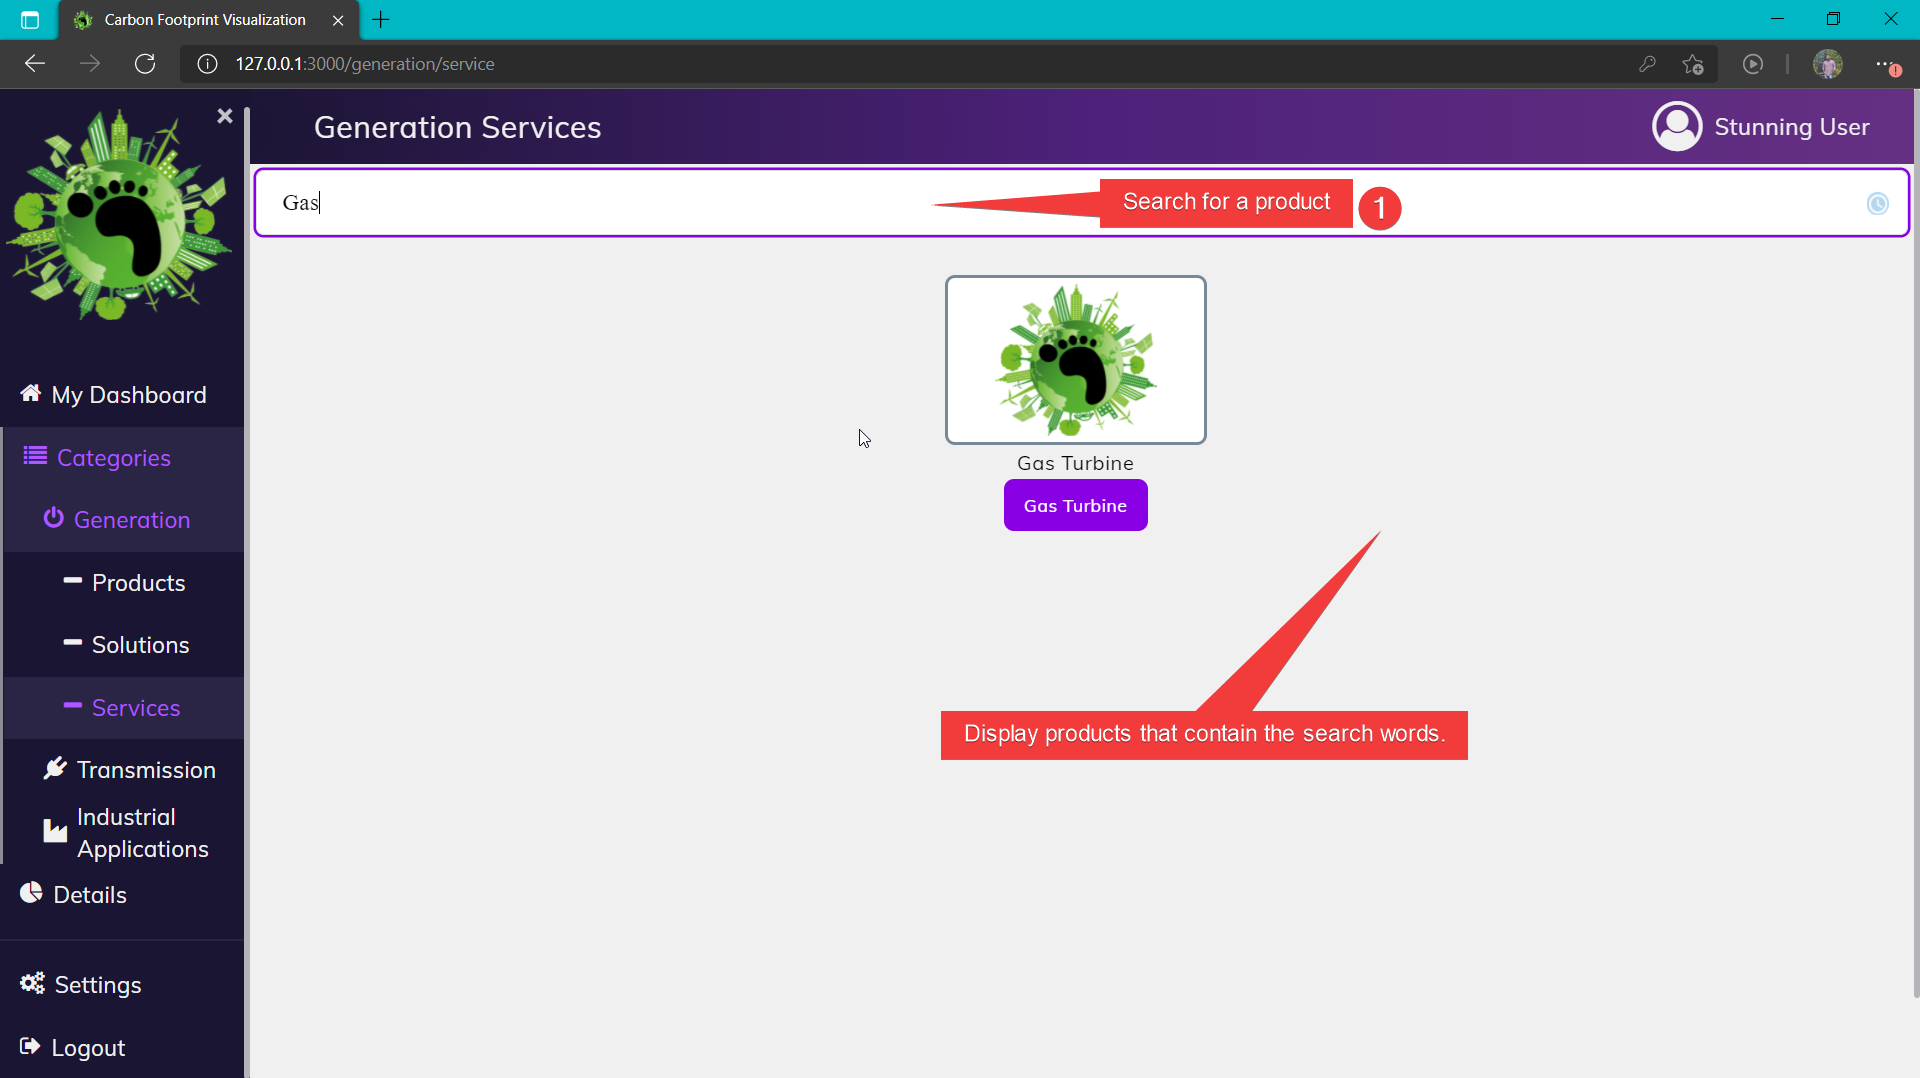 Carbon Footprint Visualization
127.0.0.1:3000/generation/service
Generation Services
Stunning User
Gas
Search for a product
1
Gas Turbine
Gas Turbine
Display products that contain the search words.
My Dashboard
Categories
Generation
Products
Solutions
Services
Transmission
Industrial
Applications
Details
Settings
Logout